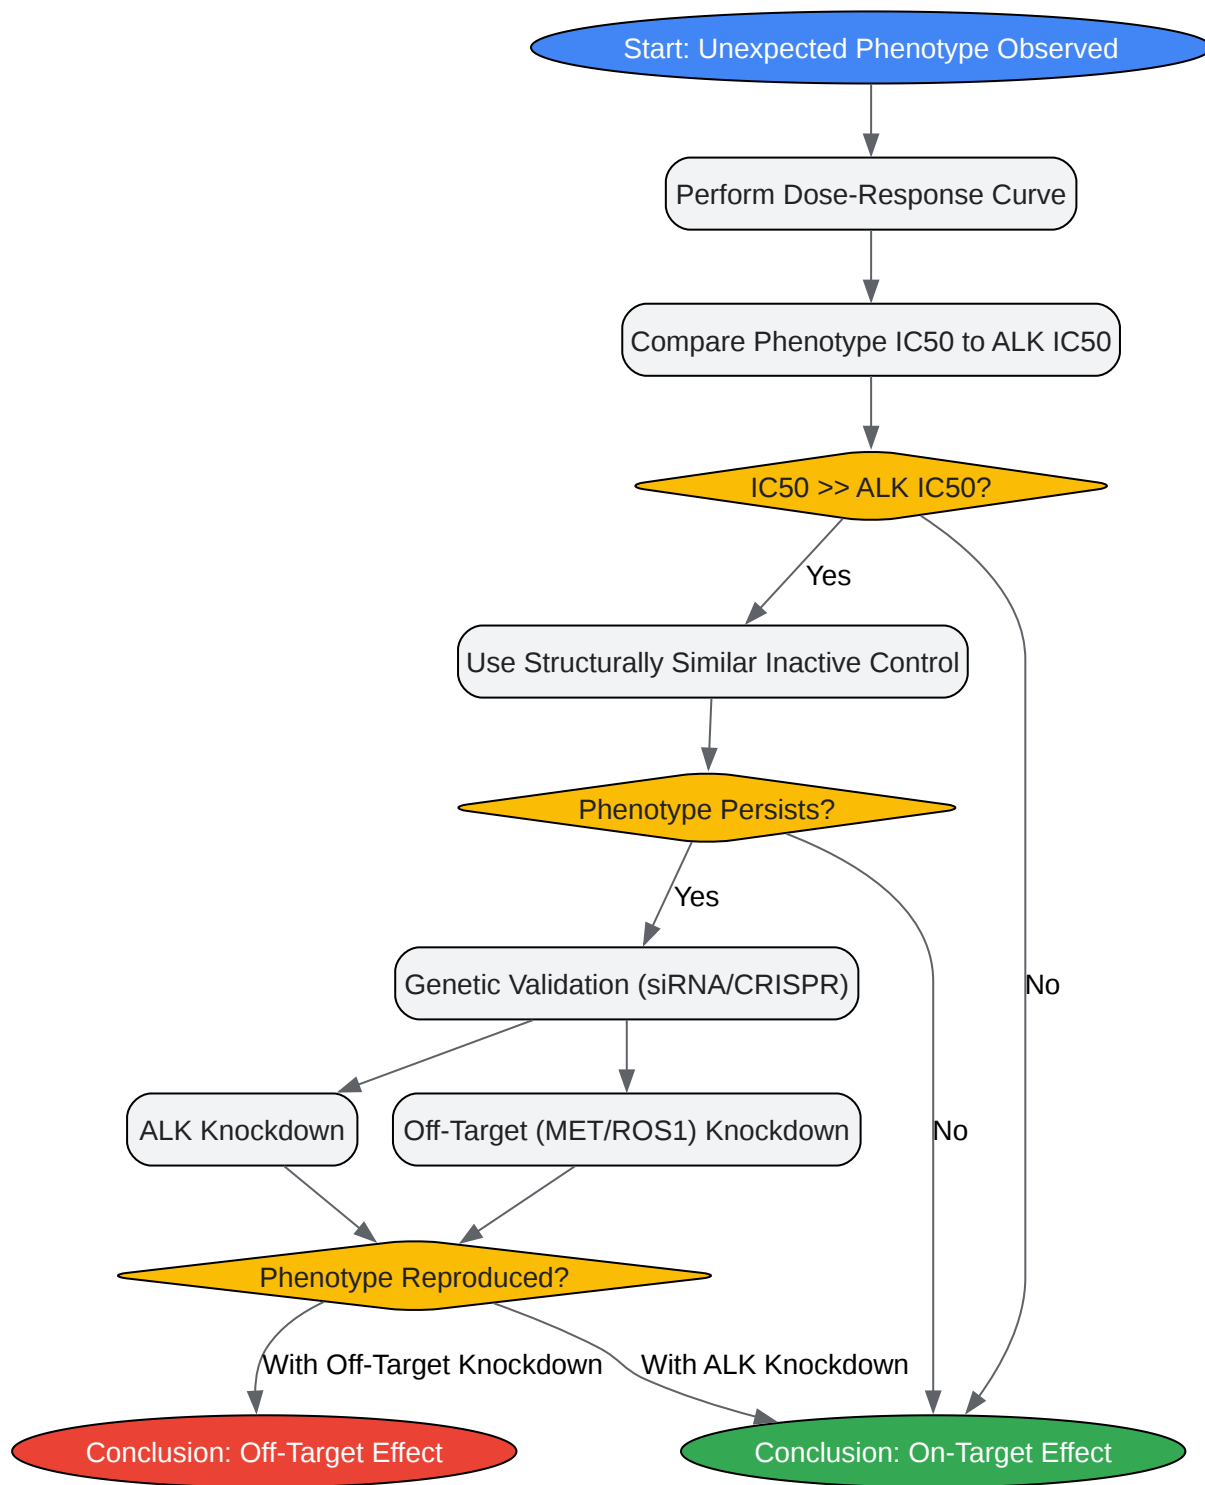 Start: Unexpected Phenotype Observed
Perform Dose-Response Curve
Compare Phenotype IC50 to ALK IC50
IC50 >> ALK IC50?
Yes
Use Structurally Similar Inactive Control
Phenotype Persists?
Yes
Genetic Validation (siRNA/CRISPR)
No
ALK Knockdown
Off-Target (MET/ROS1) Knockdown
No
Phenotype Reproduced?
With Off-Target Knockdown
With ALK Knockdown
Conclusion: Off-Target Effect
Conclusion: On-Target Effect